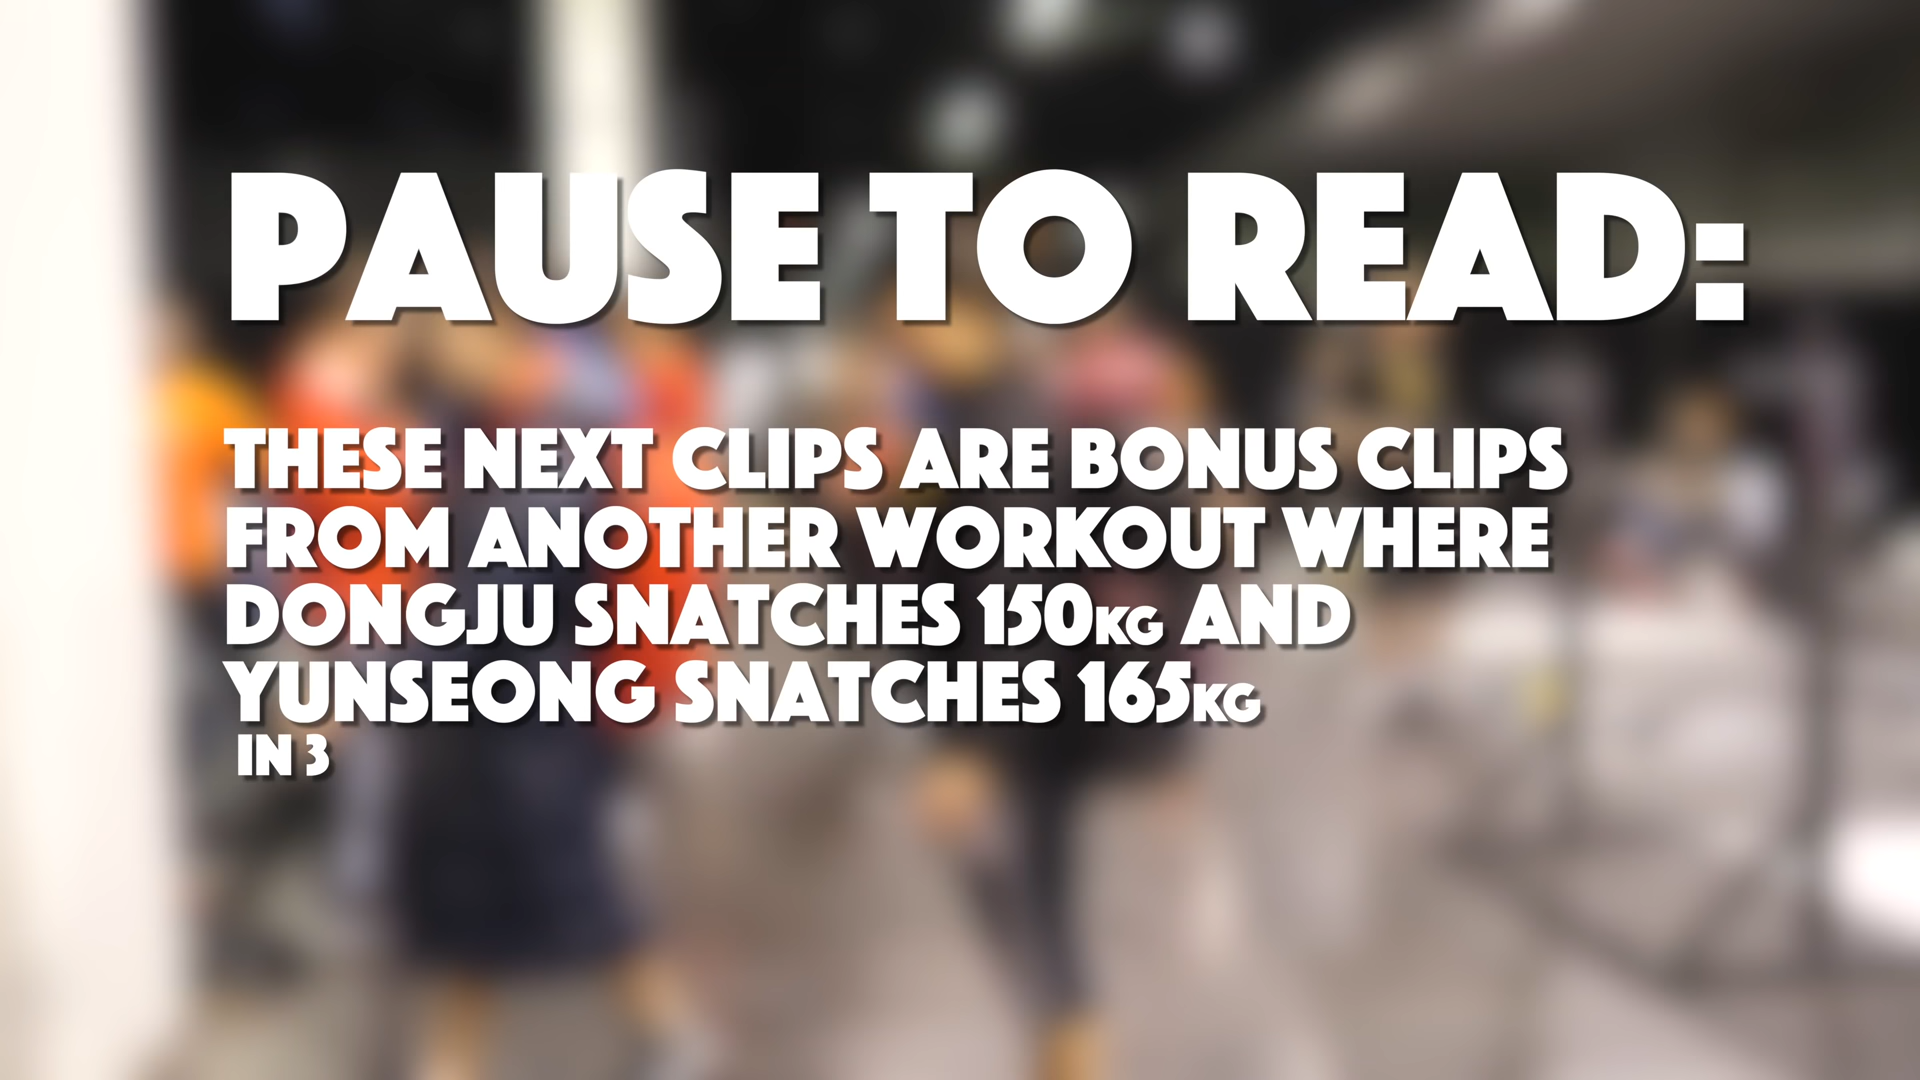 PAUSE TO READ:
THESE NEXT CLIPS ARE BONUS CLIPS
FROM ANOTHER WORKOUT WHERE
DONGJU SNATCHES 150KG AND
YUNSEONG SNATCHES 165KG
IN 3